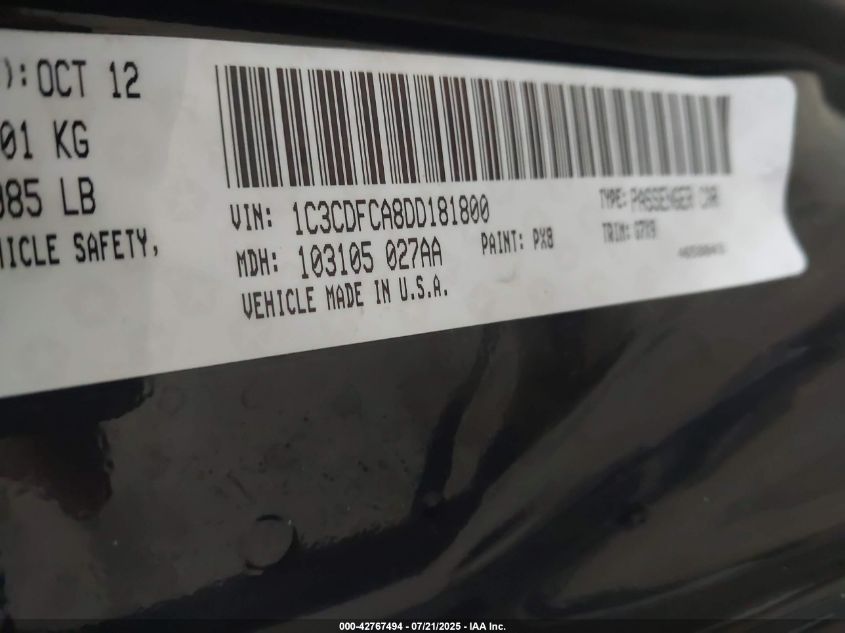 ): OCT 12
01 KG
085 LB
HICLE SAFETY,
VIN: 1C3CDFCA8DD181800
TYPE: PASSENGER CAR
MDH: 103105 027AA
PAINT: PX8
TRIM:
VEHICLE MADE IN U.S.A.
000-42767494 - 07/21/2025 - IAA Inc.